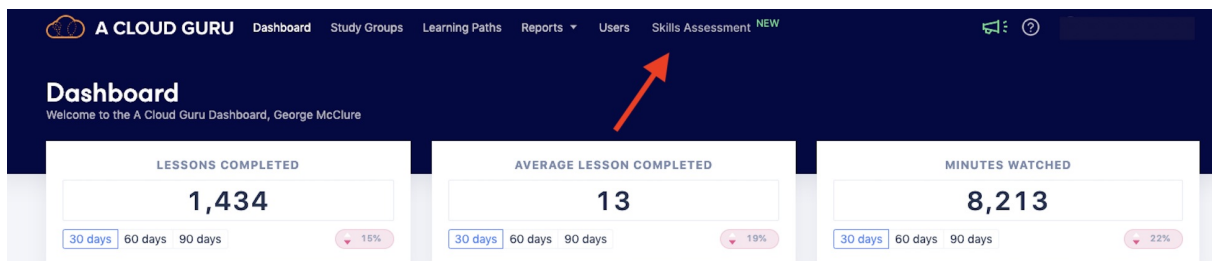 A CLOUD GURU Dashboard Study Groups Learning Paths Reports Users Skills Assessment NEW
Dashboard
Welcome to the A Cloud Guru Dashboard, George McClure
LESSONS COMPLETED
1,434
30 days 60 days 90 days 15%
AVERAGE LESSON COMPLETED
13
30 days 60 days 90 days 19%
MINUTES WATCHED
8,213
30 days 60 days 90 days 22%